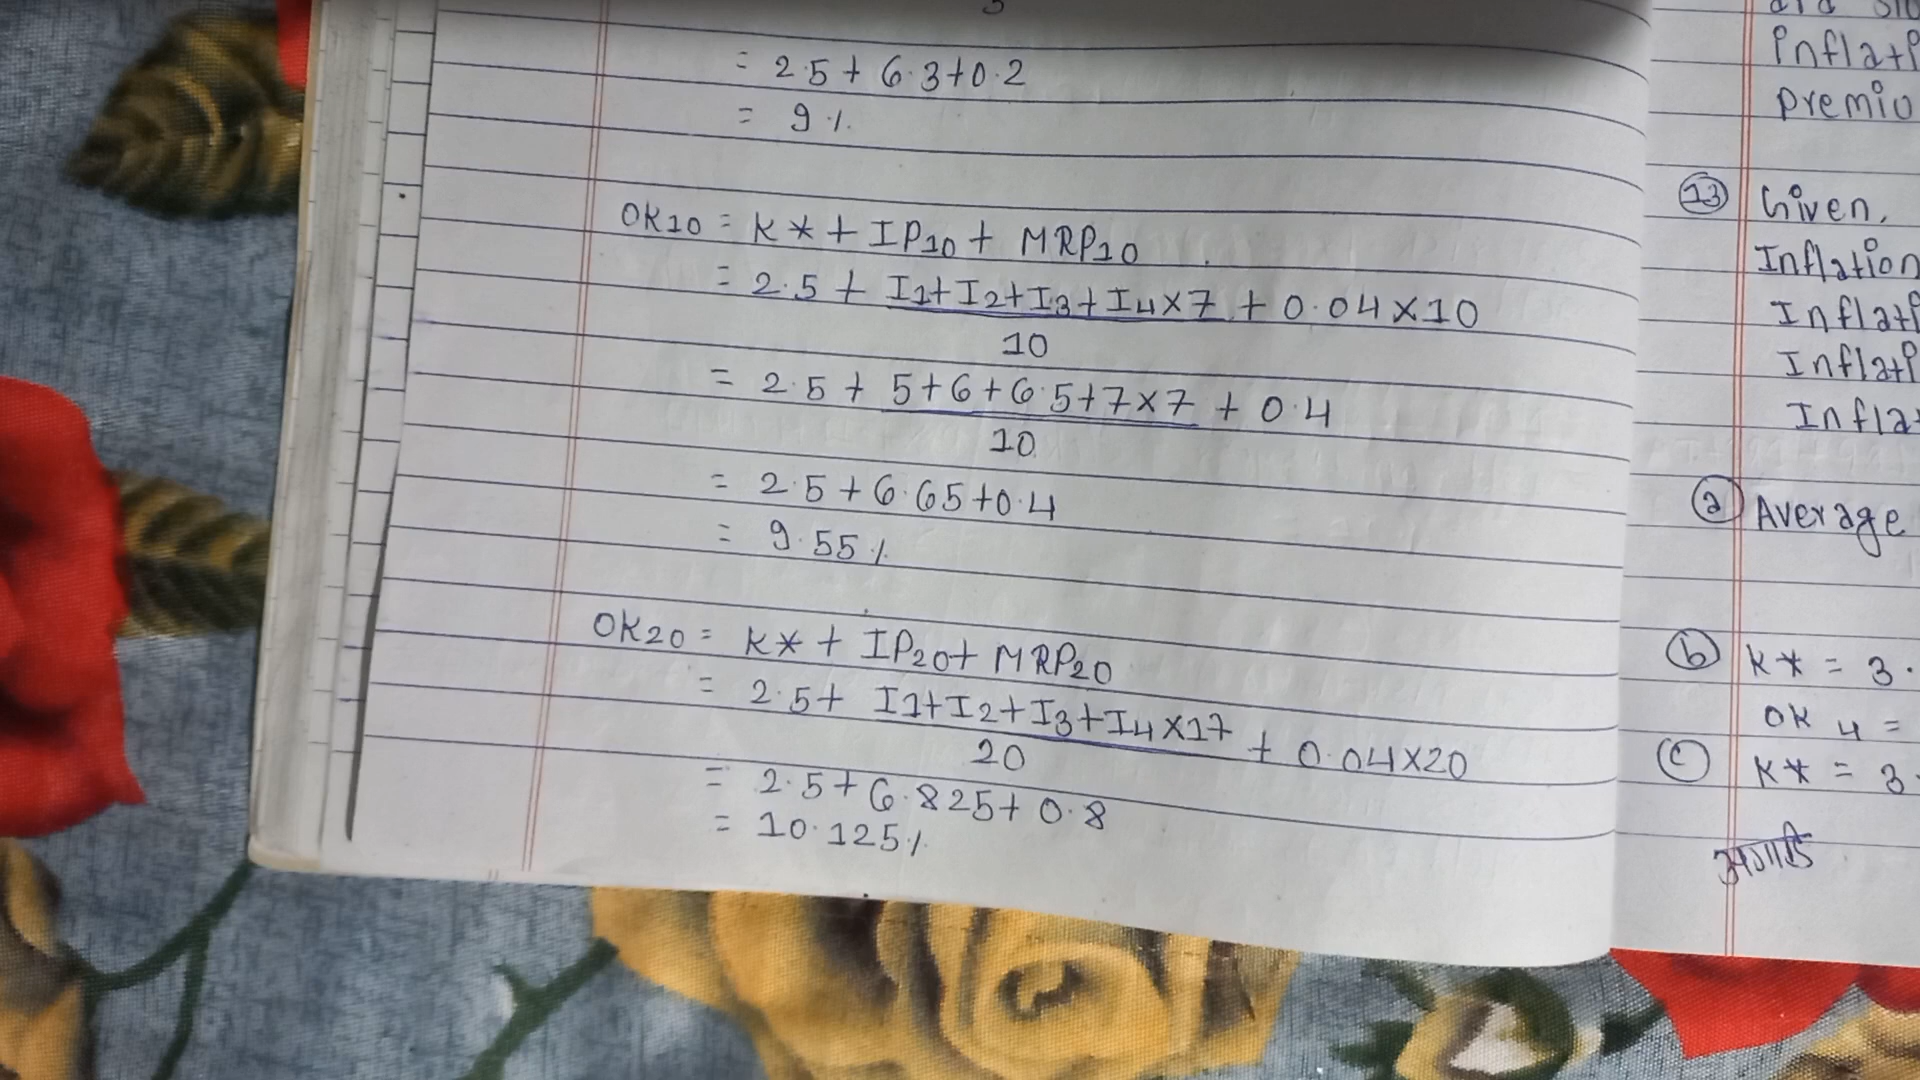 = 2.5 + 6.3 + 0.2
= 9%
OK10 = K* + IP10 + MRP10
= 2.5 + I1 + I2 + I3 + I4 × 7 + 0.04 × 10
10
= 2.5 + 5 + 6 + 6.5 + 7 × 7 + 0.4
10
= 2.5 + 6.65 + 0.4
= 9.55%
OK20 = K* + IP20 + MRP20
= 2.5 + I1 + I2 + I3 + I4 × 17 + 0.04 × 20
20
= 2.5 + 6.825 + 0.8
= 10.125%
Inflati
Premiu
13 Given,
Inflation
Inflati
Inflati
Inflat
a Average
b K* = 3.
OK 4 =
c K* = 3.